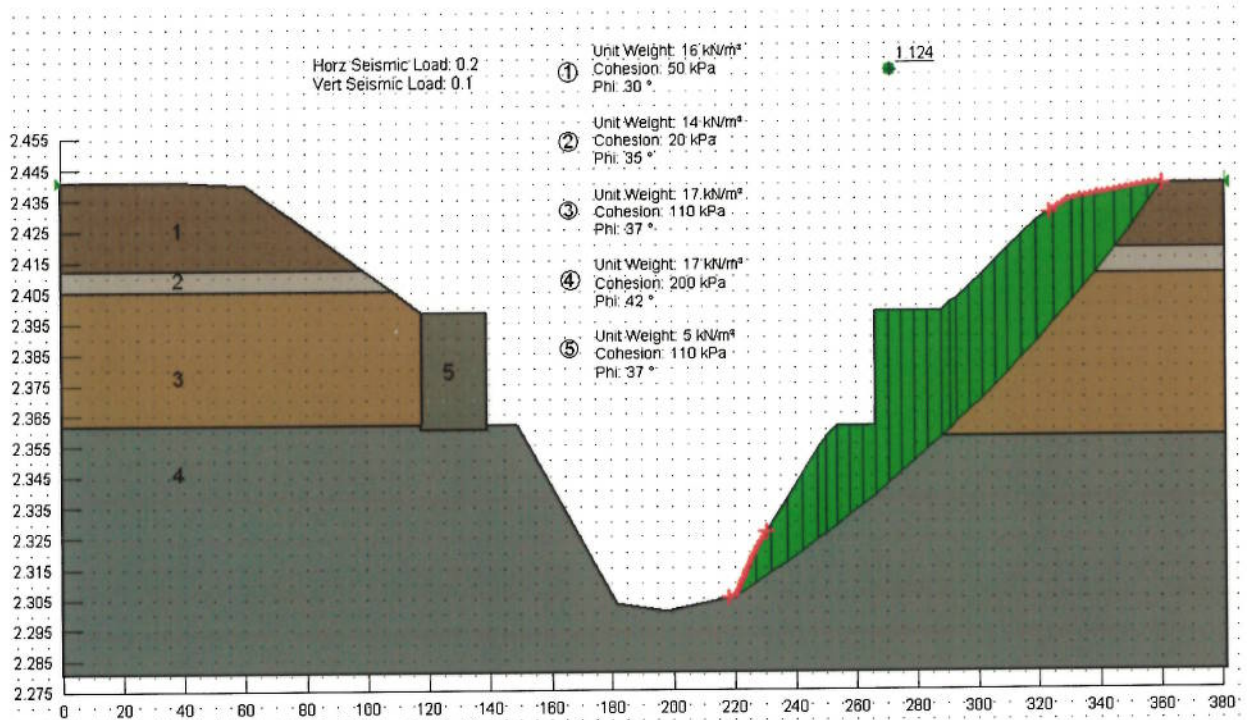 Horz Seismic Load: 0.2
Vert Seismic Load: 0.1
① Unit Weight: 16 kN/m³
Cohesion: 50 kPa
Phi: 30 °
② Unit Weight: 14 kN/m³
Cohesion: 20 kPa
Phi: 35 °
③ Unit Weight: 17 kN/m³
Cohesion: 110 kPa
Phi: 37 °
④ Unit Weight: 17 kN/m³
Cohesion: 200 kPa
Phi: 42 °
⑤ Unit Weight: 5 kN/m³
Cohesion: 110 kPa
Phi: 37 °
1.124
2.455
2.445
2.435
2.425
2.415
2.405
2.395
2.385
2.375
2.365
2.355
2.345
2.335
2.325
2.315
2.305
2.295
2.285
2.275
1
2
3
5
4
0 20 40 60 80 100 120 140 160 180 200 220 240 260 280 300 320 340 360 380